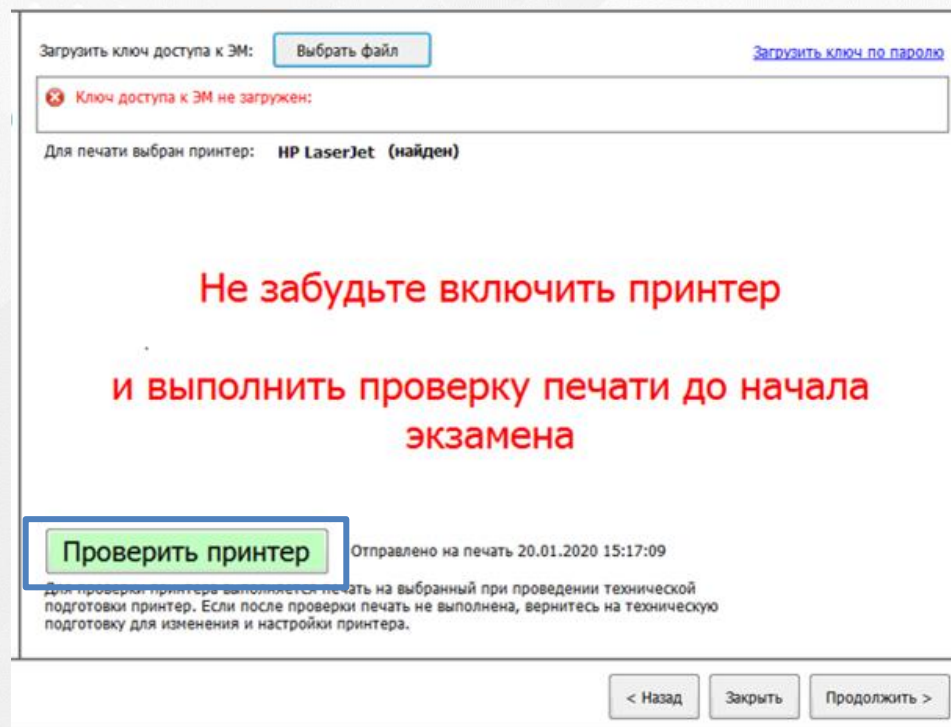 Загрузить ключ доступа к ЭМ: Выбрать файл Загрузить ключ по паролю
Ключ доступа к ЭМ не загружен:
Для печати выбран принтер: HP LaserJet (найден)
Не забудьте включить принтер
и выполнить проверку печати до начала
экзамена
Проверить принтер Отправлено на печать 20.01.2020 15:17:09
Для проверки принтера выполняется печать на выбранный при проведении технической
подготовки принтер. Если после проверки печать не выполнена, вернитесь на техническую
подготовку для изменения и настройки принтера.
< Назад Закрыть Продолжить >